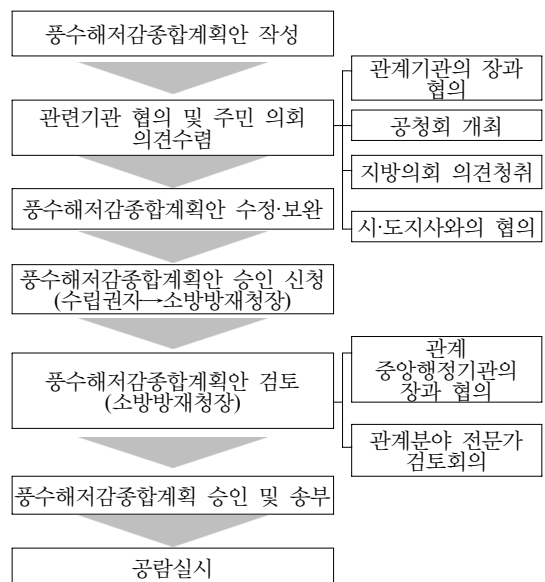 풍수해저감종합계획안 작성
관련기관 협의 및 주민 의회
의견수렴
관계기관의 장과
협의
공청회 개최
지방의회 의견청취
시·도지사와의 협의
풍수해저감종합계획안 수정·보완
풍수해저감종합계획안 승인 신청
(수립권자→소방방재청장)
풍수해저감종합계획안 검토
(소방방재청장)
관계
중앙행정기관의
장과 협의
관계분야 전문가
검토회의
풍수해저감종합계획 승인 및 송부
공람실시